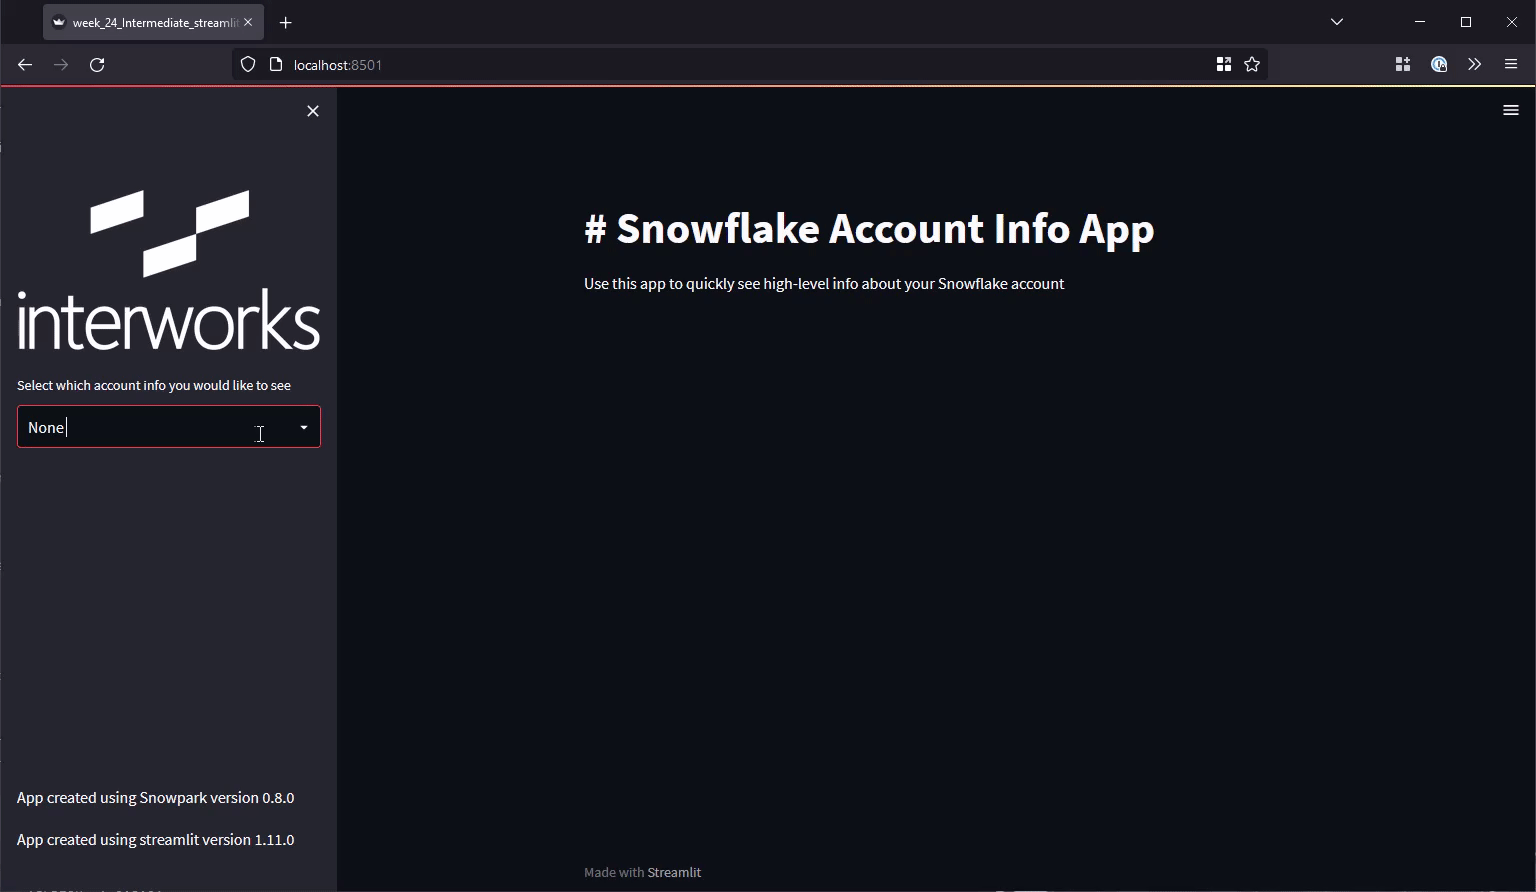 week_24_Intermediate_streamlit
localhost:8501
interworks
Select which account info you would like to see
None
App created using Snowpark version 0.8.0
App created using streamlit version 1.11.0
# Snowflake Account Info App
Use this app to quickly see high-level info about your Snowflake account
Made with Streamlit